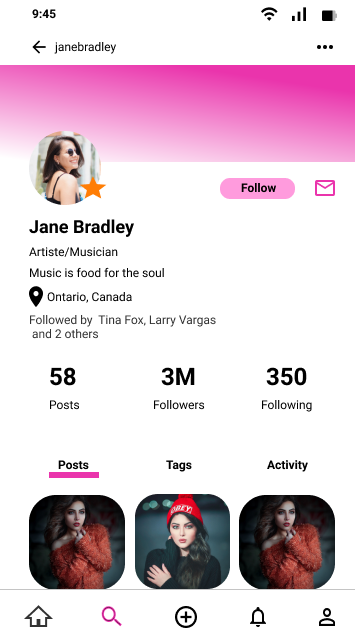 9:45
janebradley
Follow
Jane Bradley
Artiste/Musician
Music is food for the soul
Ontario, Canada
Followed by Tina Fox, Larry Vargas
and 2 others
58 3M 350
Posts Followers Following
Posts Tags Activity
OBEY